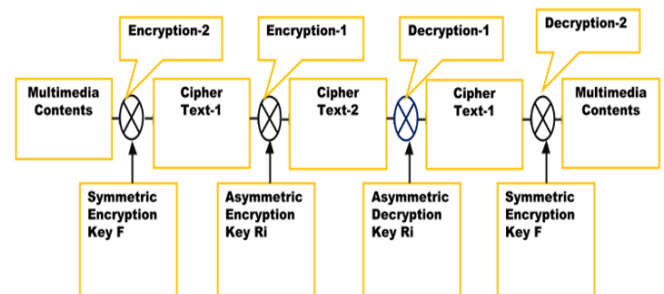 Encryption-2
Encryption-1
Decryption-1
Decryption-2
Multimedia
Contents
Cipher
Text-1
Cipher
Text-2
Cipher
Text-1
Multimedia
Contents
Symmetric
Encryption
Key F
Asymmetric
Encryption
Key Ri
Asymmetric
Decryption
Key Ri
Symmetric
Encryption
Key F